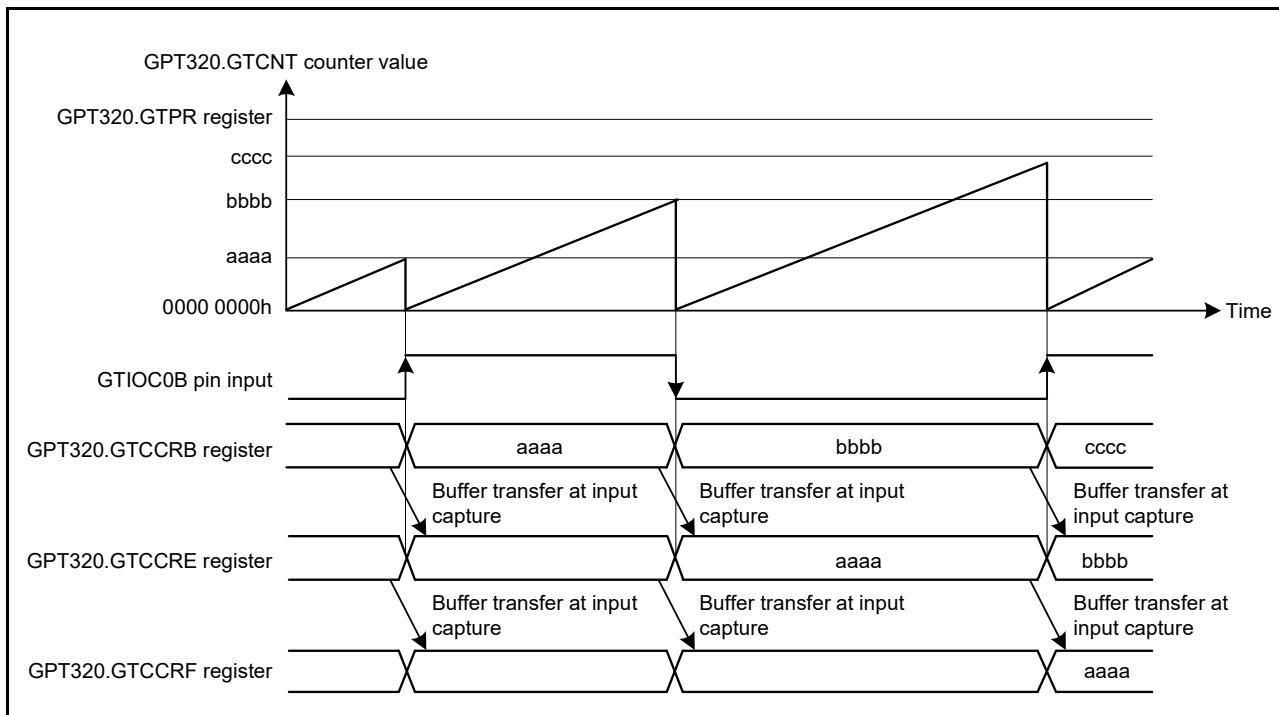 GPT320.GTCNT counter value
GPT320.GTPR register
cccc
bbbb
aaaa
0000 0000h
Time
GTIOC0B pin input
GPT320.GTCCRB register
aaaa
bbbb
cccc
Buffer transfer at input
capture
Buffer transfer at input
capture
Buffer transfer at
input capture
GPT320.GTCCRE register
aaaa
bbbb
Buffer transfer at input
capture
Buffer transfer at input
capture
Buffer transfer at
input capture
GPT320.GTCCRF register
aaaa